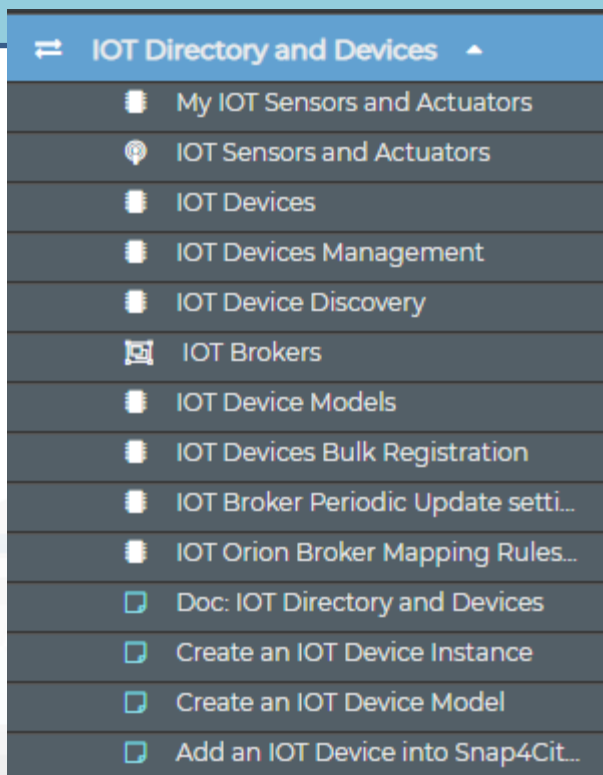 IOT Directory and Devices
My IOT Sensors and Actuators
IOT Sensors and Actuators
IOT Devices
IOT Devices Management
IOT Device Discovery
IOT Brokers
IOT Device Models
IOT Devices Bulk Registration
IOT Broker Periodic Update setti...
IOT Orion Broker Mapping Rules...
Doc: IOT Directory and Devices
Create an IOT Device Instance
Create an IOT Device Model
Add an IOT Device into Snap4Cit...